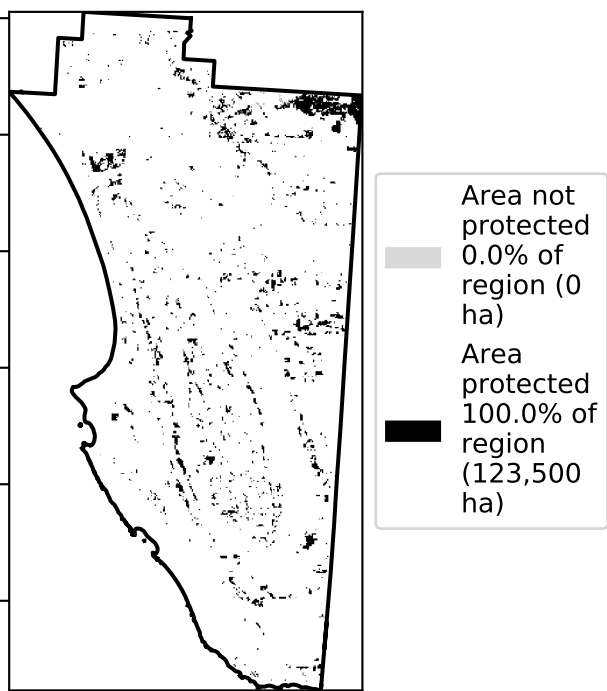 Area not
protected
0.0% of
region (0
ha)
Area
protected
100.0% of
region
(123,500
ha)